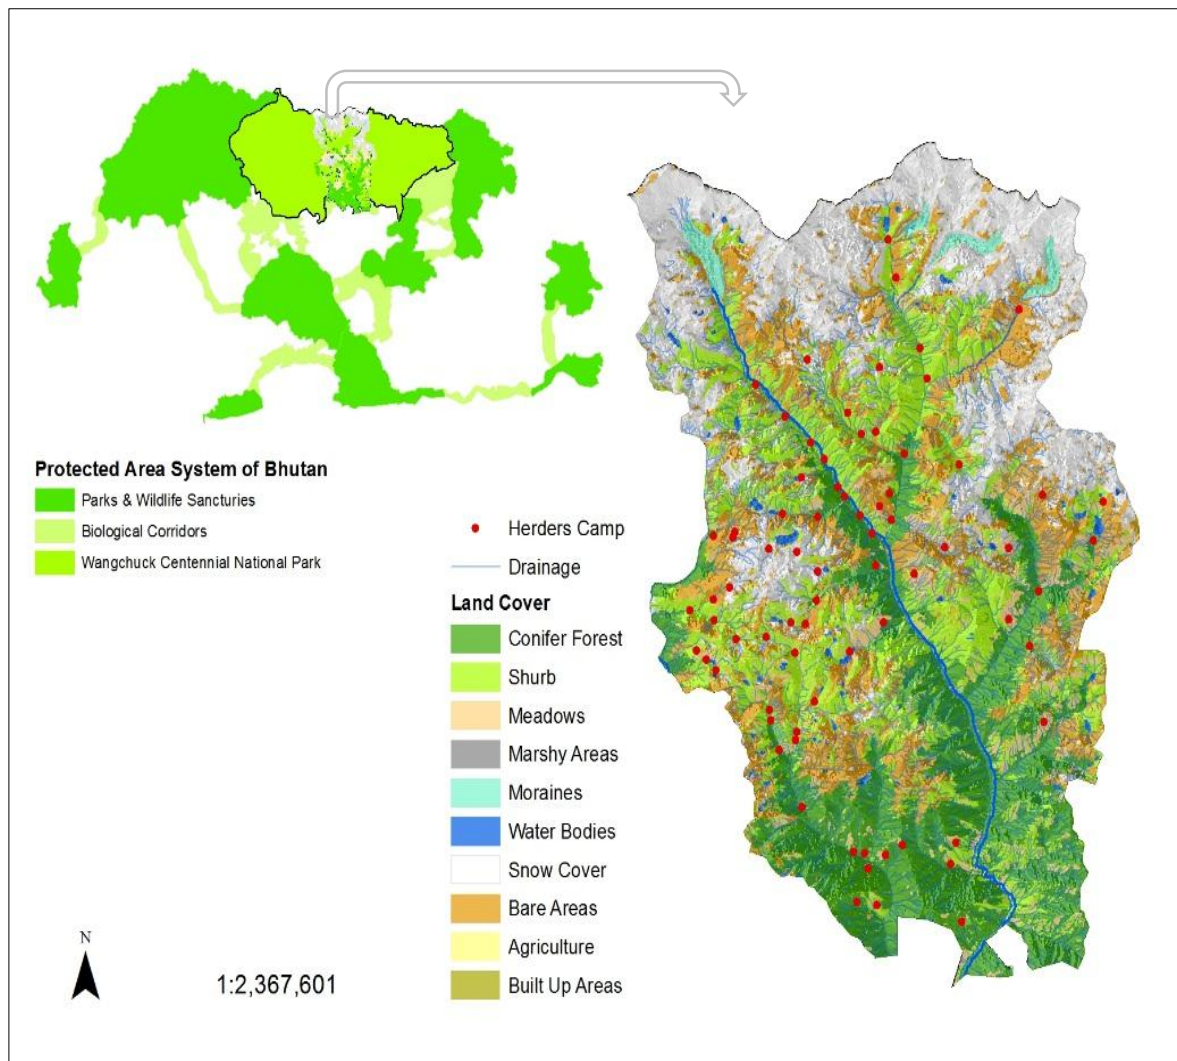 Protected Area System of Bhutan
Parks & Wildlife Sancturies
Biological Corridors
Wangchuck Centennial National Park
Herders Camp
Drainage
Land Cover
Conifer Forest
Shurb
Meadows
Marshy Areas
Moraines
Water Bodies
Snow Cover
Bare Areas
Agriculture
Built Up Areas
N
1:2,367,601